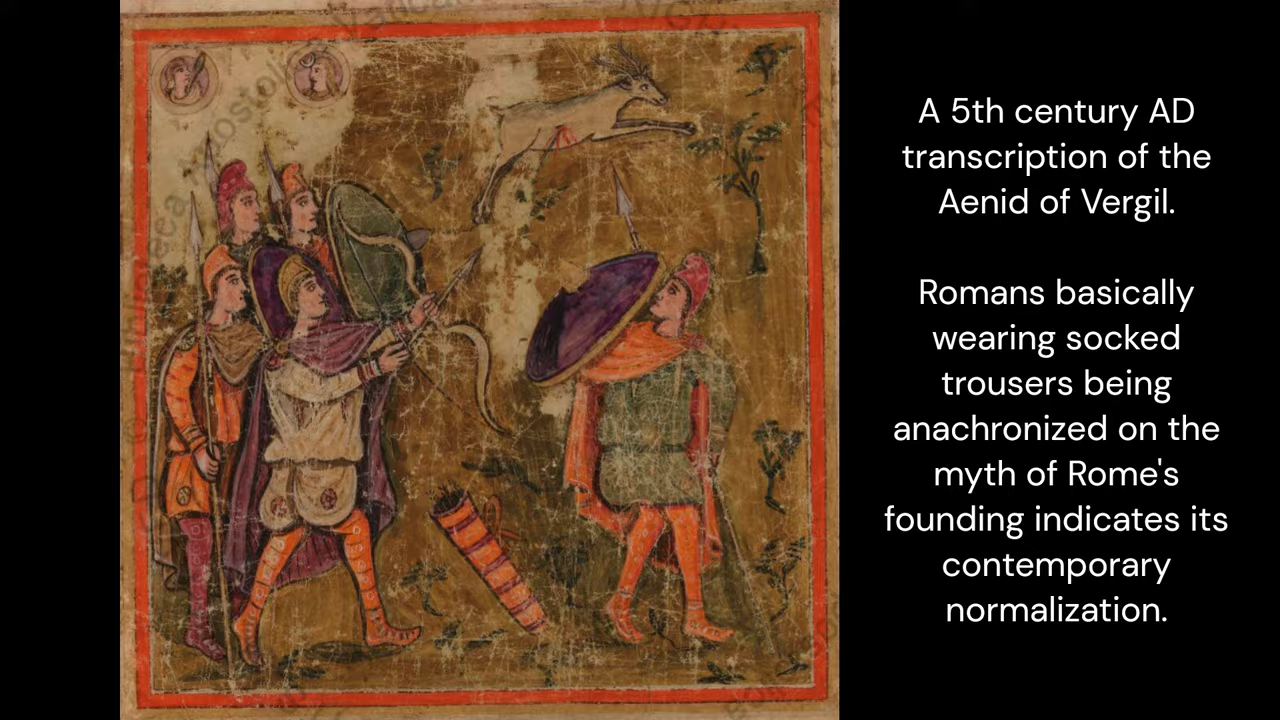 A 5th century AD
transcription of the
Aenid of Vergil.
Romans basically
wearing socked
trousers being
anachronized on the
myth of Rome's
founding indicates its
contemporary
normalization.